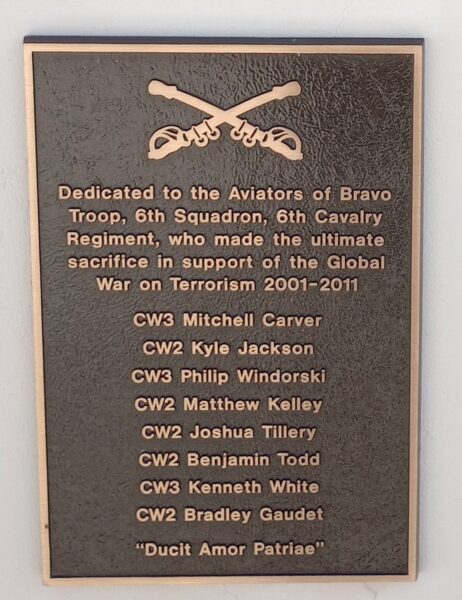 Dedicated to the Aviators of Bravo
Troop, 6th Squadron, 6th Cavalry
Regiment, who made the ultimate
sacrifice in support of the Global
War on Terrorism 2001-2011
CW3 Mitchell Carver
CW2 Kyle Jackson
CW3 Philip Windorski
CW2 Matthew Kelley
CW2 Joshua Tillery
CW2 Benjamin Todd
CW3 Kenneth White
CW2 Bradley Gaudet
"Ducit Amor Patriae"